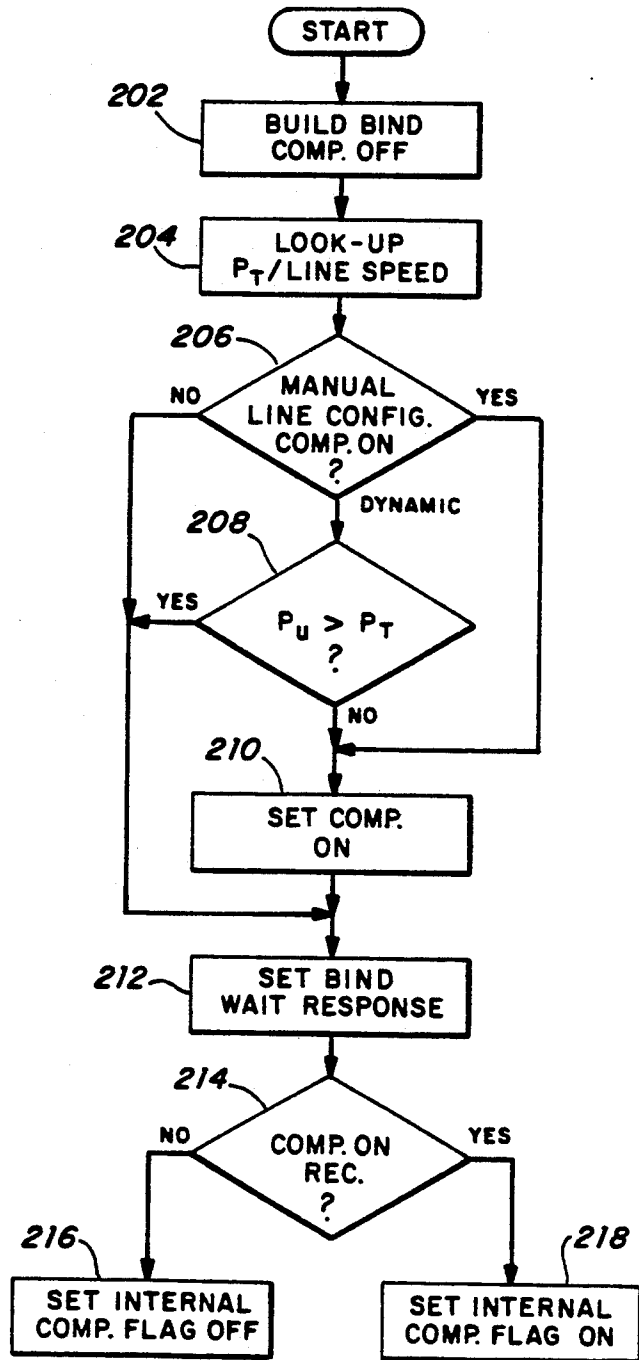 START
202
BUILD BIND
COMP. OFF
204
LOOK-UP
PT/LINE SPEED
206
NO
MANUAL
LINE CONFIG.
COMP. ON
?
YES
DYNAMIC
208
YES
Pu > PT
?
NO
210
SET COMP.
ON
212
SET BIND
WAIT RESPONSE
214
NO
COMP. ON
REC.
?
YES
216
SET INTERNAL
COMP. FLAG OFF
218
SET INTERNAL
COMP. FLAG ON